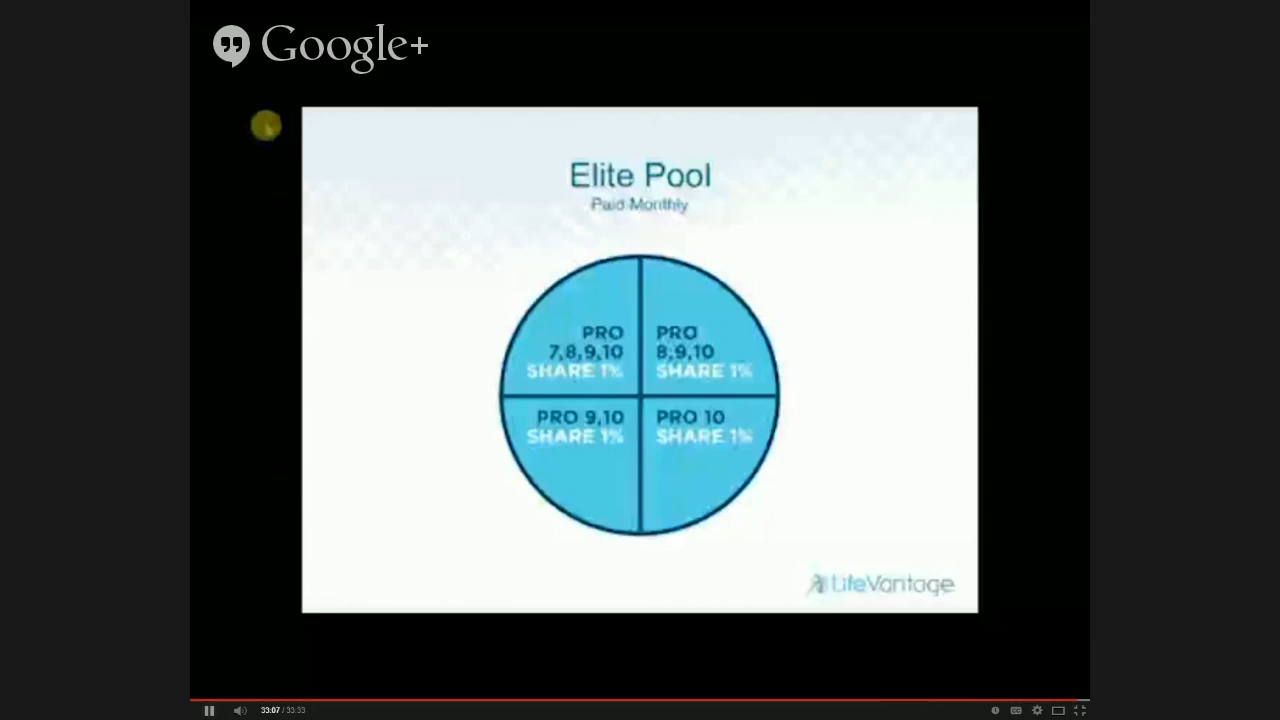 Google+
Elite Pool
Paid Monthly
PRO
7,8,9,10
SHARE 1%
PRO
8,9,10
SHARE 1%
PRO 9,10
SHARE 1%
PRO 10
SHARE 1%
LifeVantage
33:07 / 33:33